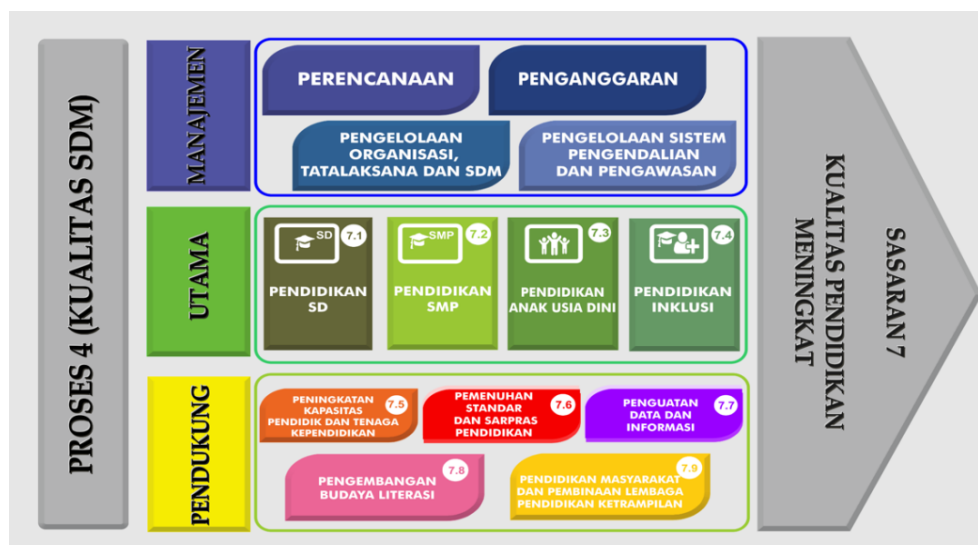 PROSES 4 (KUALITAS SDM)
MANAJEMEN
PERENCANAAN
PENGANGGARAN
PENGELOLAAN
ORGANISASI,
TATALAKSANA DAN SDM
PENGELOLAAN SISTEM
PENGENDALIAN
DAN PENGAWASAN
UTAMA
SD
7.1
PENDIDIKAN
SD
SMP
7.2
PENDIDIKAN
SMP
7.3
PENDIDIKAN
ANAK USIA DINI
7.4
PENDIDIKAN
INKLUSI
PENDUKUNG
PENINGKATAN
KAPASITAS
PENDIDIK DAN TENAGA
KEPENDIDIKAN
7.5
PEMENUHAN
STANDAR
DAN SARPRAS
PENDIDIKAN
7.6
PENGUATAN
DATA DAN
INFORMASI
7.7
PENGEMBANGAN
BUDAYA LITERASI
7.8
PENDIDIKAN MASYARAKAT
DAN PEMBINAAN LEMBAGA
PENDIDIKAN KETRAMPILAN
7.9
SASARAN 7
KUALITAS PENDIDIKAN
MENINGKAT